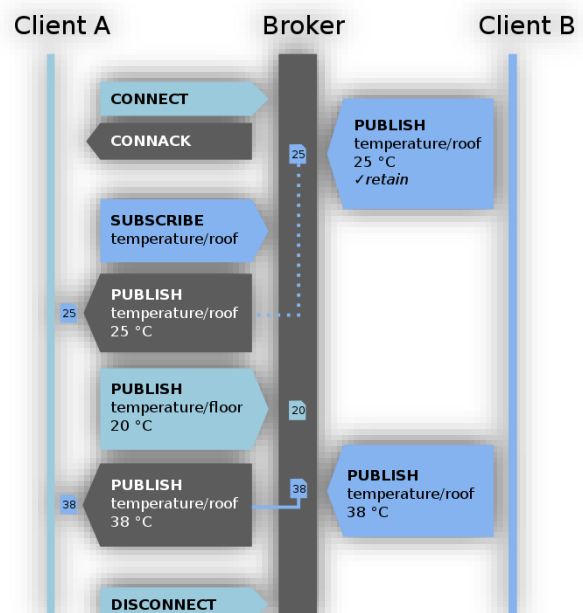 Client A
Broker
Client B
CONNECT
CONNACK
PUBLISH
temperature/roof
25 °C
✓retain
25
SUBSCRIBE
temperature/roof
PUBLISH
temperature/roof
25 °C
25
PUBLISH
temperature/floor
20 °C
20
PUBLISH
temperature/roof
38 °C
38
PUBLISH
temperature/roof
38 °C
38
DISCONNECT